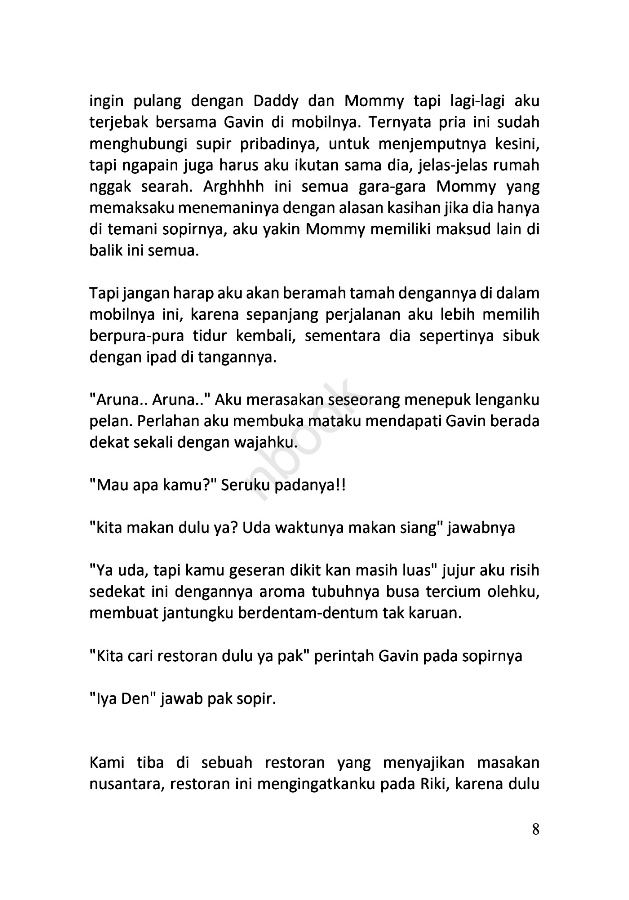 ingin pulang dengan Daddy dan Mommy tapi lagi-lagi aku
terjebak bersama Gavin di mobilnya. Ternyata pria ini sudah
menghubungi supir pribadinya, untuk menjemputnya kesini,
tapi ngapain juga harus aku ikutan sama dia, jelas-jelas rumah
nggak searah. Arghhhh ini semua gara-gara Mommy yang
memaksaku menemaninya dengan alasan kasihan jika dia hanya
di temani sopirnya, aku yakin Mommy memiliki maksud lain di
balik ini semua.
Tapi jangan harap aku akan beramah tamah dengannya di dalam
mobilnya ini, karena sepanjang perjalanan aku lebih memilih
berpura-pura tidur kembali, sementara dia sepertinya sibuk
dengan ipad di tangannya.
"Aruna.. Aruna.." Aku merasakan seseorang menepuk lenganku
pelan. Perlahan aku membuka mataku mendapati Gavin berada
dekat sekali dengan wajahku.
"Mau apa kamu?" Seruku padanya!!
"kita makan dulu ya? Uda waktunya makan siang" jawabnya
"Ya uda, tapi kamu geseran dikit kan masih luas" jujur aku risih
sedekat ini dengannya aroma tubuhnya busa tercium olehku,
membuat jantungku berdentam-dentum tak karuan.
"Kita cari restoran dulu ya pak" perintah Gavin pada sopirnya
"Iya Den" jawab pak sopir.
Kami tiba di sebuah restoran yang menyajikan masakan
nusantara, restoran ini mengingatkanku pada Riki, karena dulu
8
nbook